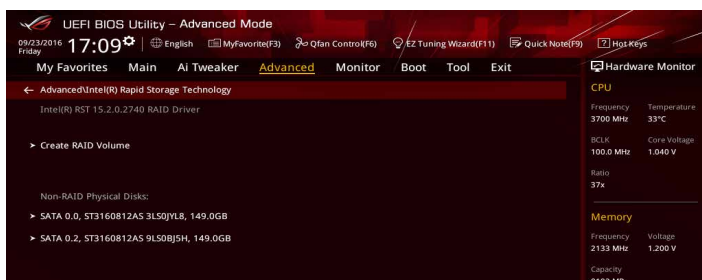 UEFI BIOS Utility – Advanced Mode
09/23/2016 Friday 17:09 English MyFavorite(F3) Qfan Control(F6) EZ Tuning Wizard(F11) Quick Note(F9) ? Hot Keys
My Favorites Main Ai Tweaker Advanced Monitor Boot Tool Exit
Hardware Monitor
← Advanced\Intel(R) Rapid Storage Technology
Intel(R) RST 15.2.0.2740 RAID Driver
> Create RAID Volume
Non-RAID Physical Disks:
> SATA 0.0, ST3160812AS 3LS0JYL8, 149.0GB
> SATA 0.2, ST3160812AS 9LS0BJ5H, 149.0GB
CPU
Frequency Temperature
3700 MHz 33°C
BCLK Core Voltage
100.0 MHz 1.040 V
Ratio
37x
Memory
Frequency Voltage
2133 MHz 1.200 V
Capacity